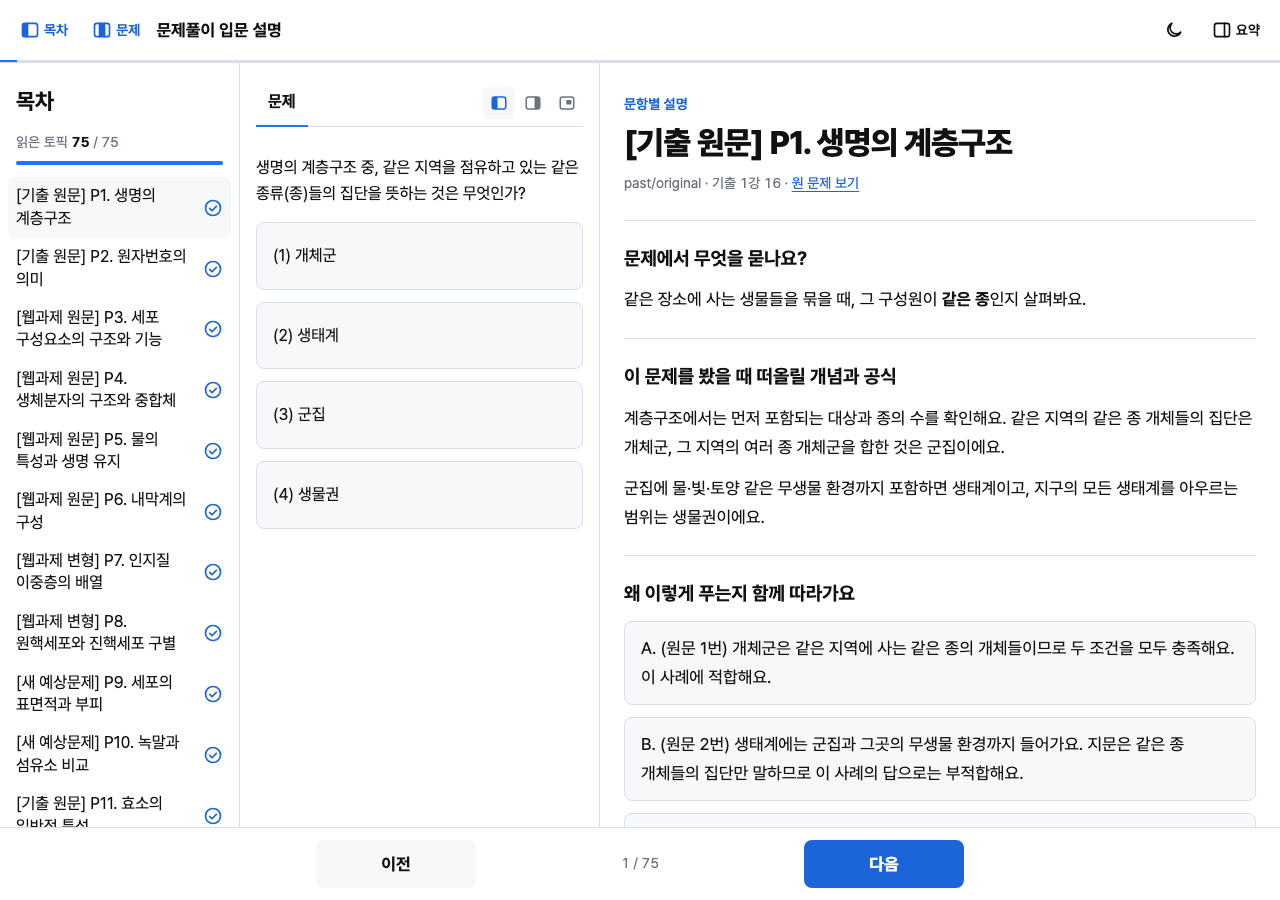 목차
문제
문제풀이 입문 설명
요약
목차
읽은 토픽 75 / 75
[기출 원문] P1. 생명의
계층구조
[기출 원문] P2. 원자번호의
의미
[웹과제 원문] P3. 세포
구성요소의 구조와 기능
[웹과제 원문] P4.
생체분자의 구조와 중합체
[웹과제 원문] P5. 물의
특성과 생명 유지
[웹과제 원문] P6. 내막계의
구성
[웹과제 변형] P7. 인지질
이중층의 배열
[웹과제 변형] P8.
원핵세포와 진핵세포 구별
[새 예상문제] P9. 세포의
표면적과 부피
[새 예상문제] P10. 녹말과
섬유소 비교
[기출 원문] P11. 효소의
일반적 특성
문제
생명의 계층구조 중, 같은 지역을 점유하고 있는 같은
종류(종)들의 집단을 뜻하는 것은 무엇인가?
(1) 개체군
(2) 생태계
(3) 군집
(4) 생물권
문항별 설명
[기출 원문] P1. 생명의 계층구조
past/original · 기출 1강 16 · 원 문제 보기
문제에서 무엇을 묻나요?
같은 장소에 사는 생물들을 묶을 때, 그 구성원이 같은 종인지 살펴봐요.
이 문제를 봤을 때 떠올릴 개념과 공식
계층구조에서는 먼저 포함되는 대상과 종의 수를 확인해요. 같은 지역의 같은 종 개체들의 집단은
개체군, 그 지역의 여러 종 개체군을 합한 것은 군집이에요.
군집에 물·빛·토양 같은 무생물 환경까지 포함하면 생태계이고, 지구의 모든 생태계를 아우르는
범위는 생물권이에요.
왜 이렇게 푸는지 함께 따라가요
A. (원문 1번) 개체군은 같은 지역에 사는 같은 종의 개체들이므로 두 조건을 모두 충족해요.
이 사례에 적합해요.
B. (원문 2번) 생태계에는 군집과 그곳의 무생물 환경까지 들어가요. 지문은 같은 종
개체들의 집단만 말하므로 이 사례의 답으로는 부적합해요.
이전
1 / 75
다음